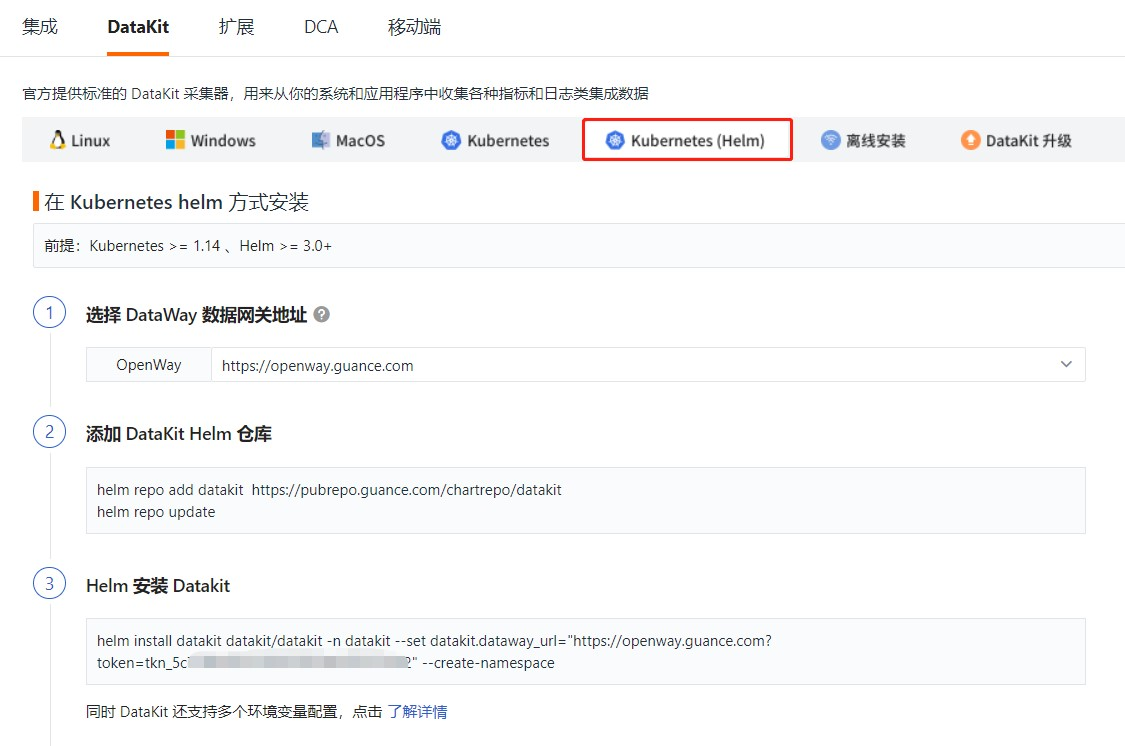 集成 DataKit 扩展 DCA 移动端
官方提供标准的 DataKit 采集器，用来从你的系统和应用程序中收集各种指标和日志类集成数据
Linux Windows MacOS Kubernetes Kubernetes (Helm) 离线安装 DataKit 升级
在 Kubernetes helm 方式安装
前提：Kubernetes >= 1.14 、Helm >= 3.0+
1 选择 DataWay 数据网关地址 ?
OpenWay https://openway.guance.com
2 添加 DataKit Helm 仓库
helm repo add datakit  https://pubrepo.guance.com/chartrepo/datakit
helm repo update
3 Helm 安装 Datakit
helm install datakit datakit/datakit -n datakit --set datakit.dataway_url="https://openway.guance.com?
token=tkn_5c 2" --create-namespace
同时 DataKit 还支持多个环境变量配置，点击 了解详情